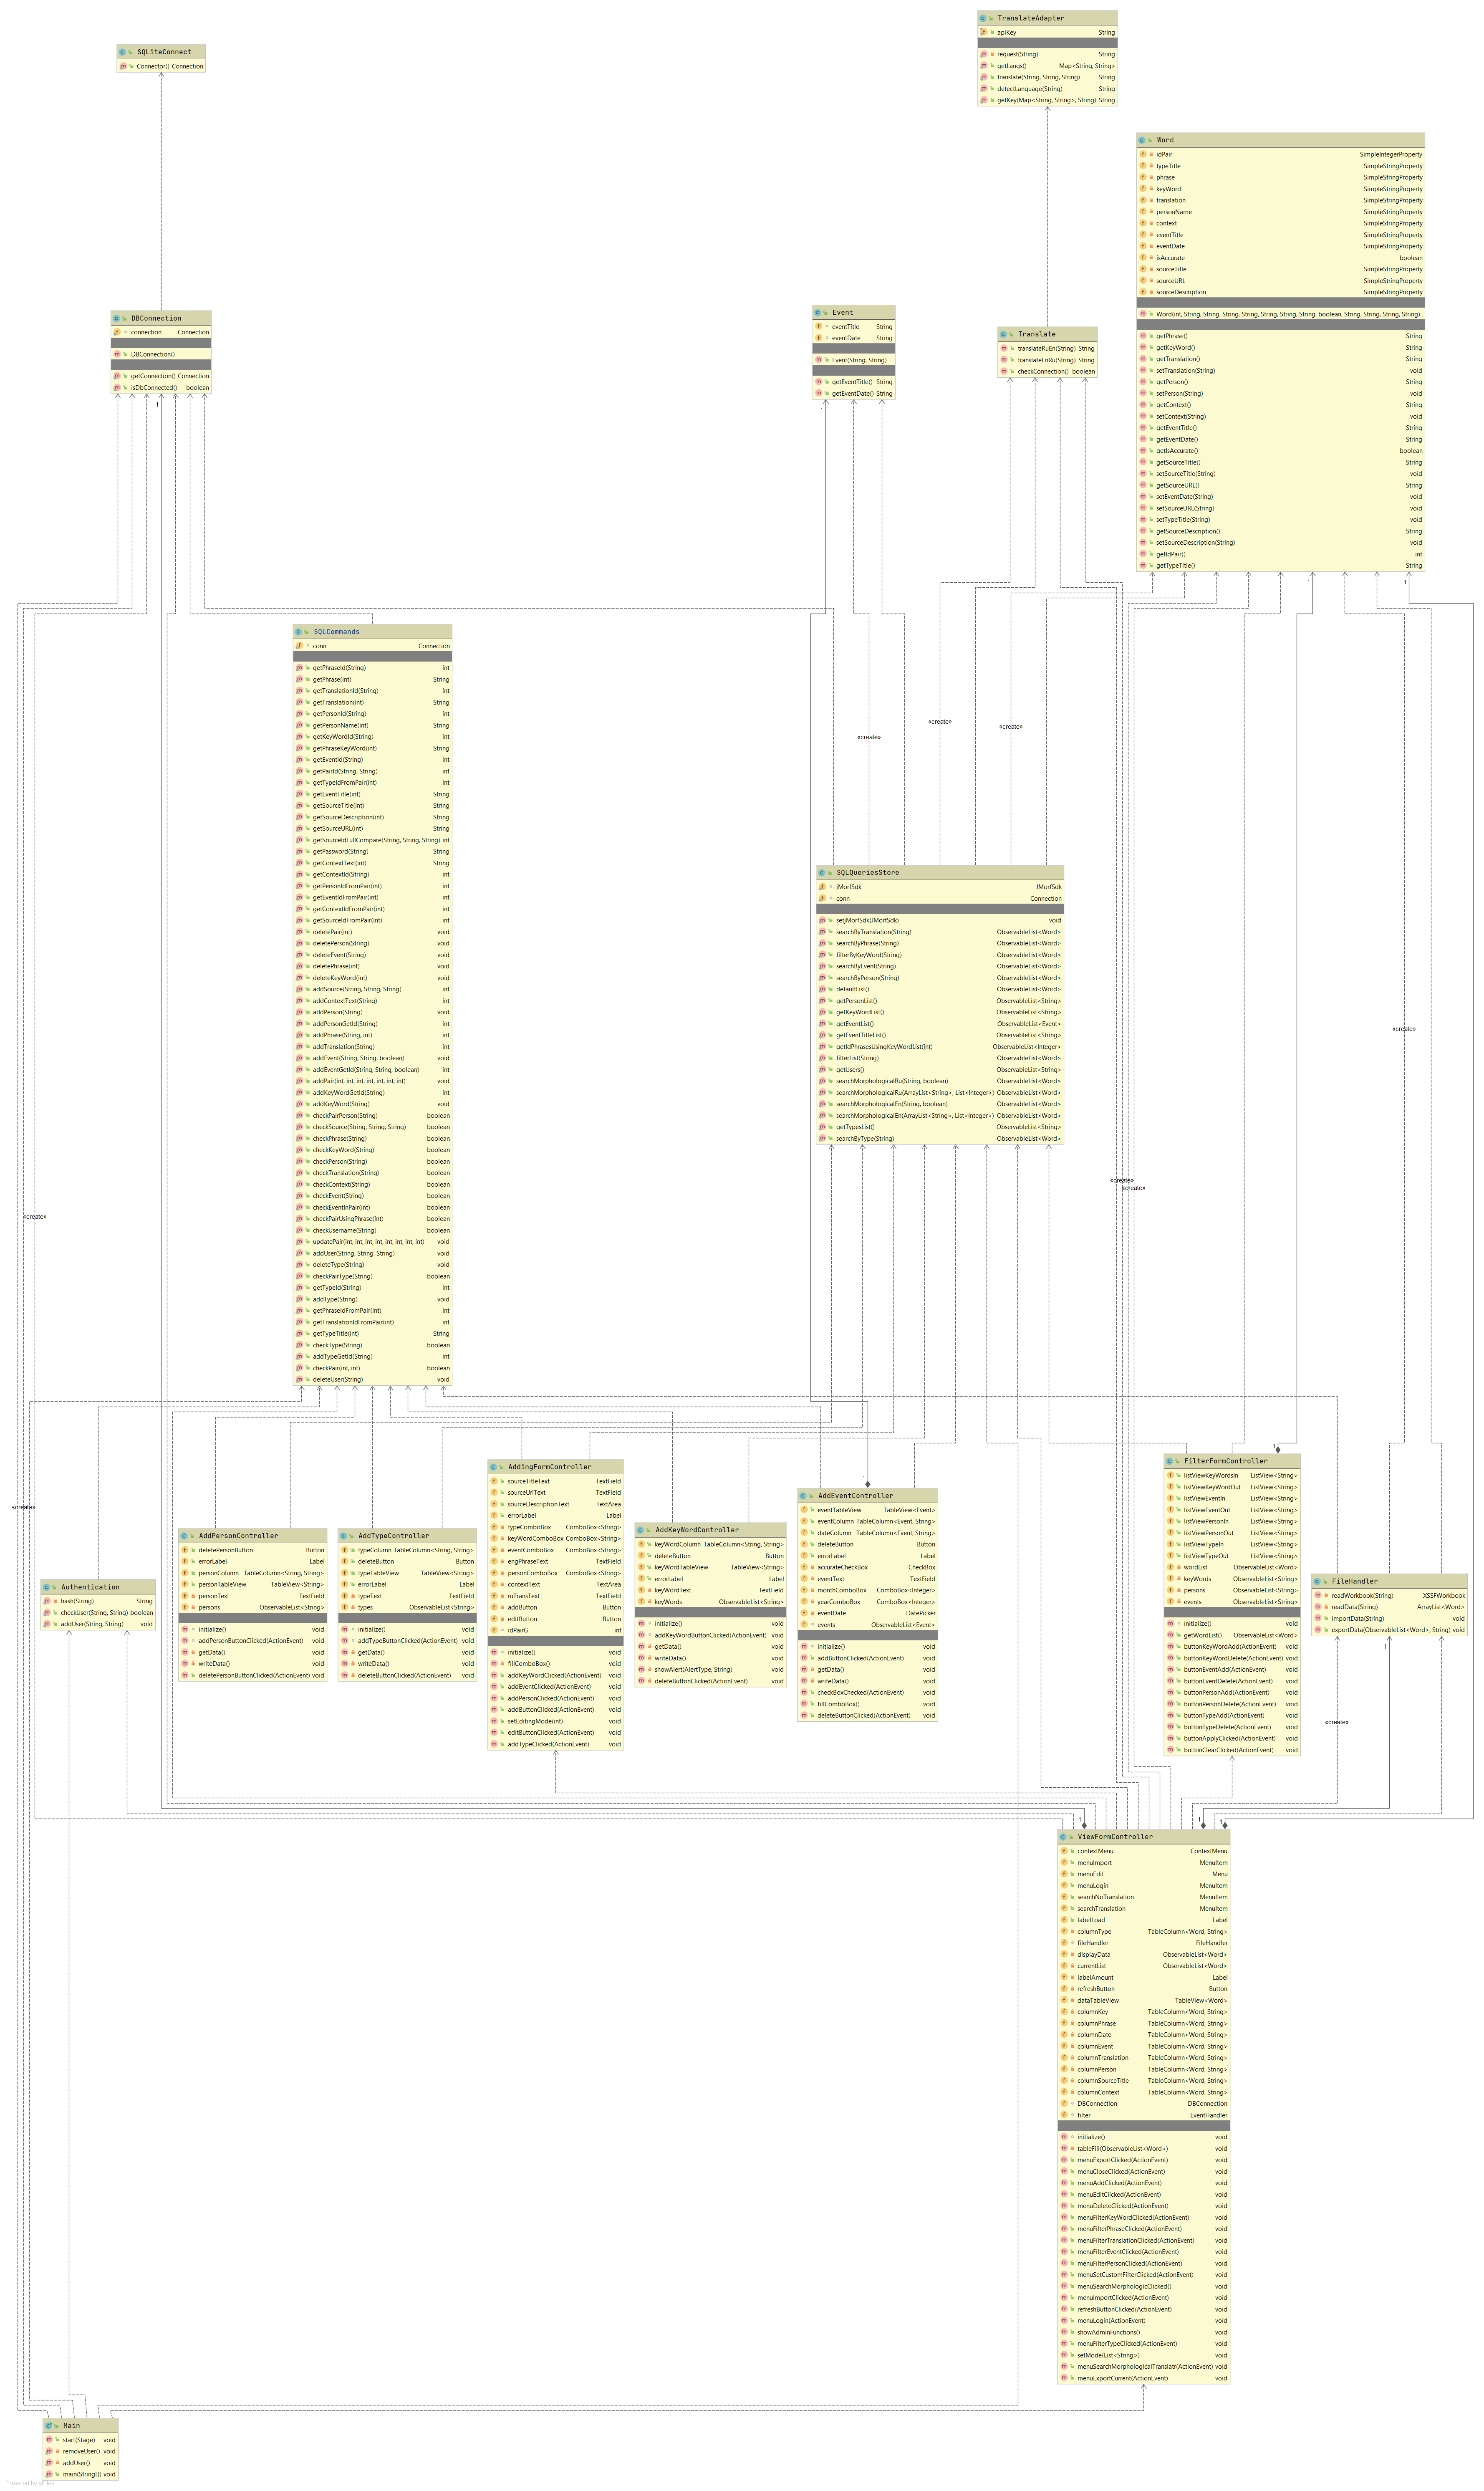 TranslateAdapter
apiKey String
request(String) String
getLangs() Map<String, String>
translate(String, String, String) String
detectLanguage(String) String
getKey(Map<String, String>, String) String
SQLiteConnect
Connector() Connection
Word
idPair SimpleIntegerProperty
typeTitle SimpleStringProperty
phrase SimpleStringProperty
keyWord SimpleStringProperty
translation SimpleStringProperty
personName SimpleStringProperty
context SimpleStringProperty
eventTitle SimpleStringProperty
eventDate SimpleStringProperty
isAccurate boolean
sourceTitle SimpleStringProperty
sourceURL SimpleStringProperty
sourceDescription SimpleStringProperty
Word(int, String, String, String, String, String, String, String, boolean, String, String, String, String)
getPhrase() String
getKeyWord() String
getTranslation() String
setTranslation(String) void
getPerson() String
setPerson(String) void
getContext() String
setContext(String) void
getEventTitle() String
getEventDate() String
getIsAccurate() boolean
getSourceTitle() String
setSourceTitle(String) void
getSourceURL() String
setEventDate(String) void
setSourceURL(String) void
setTypeTitle(String) void
getSourceDescription() String
setSourceDescription(String) void
getIdPair() int
getTypeTitle() String
DBConnection
connection Connection
DBConnection()
getConnection() Connection
isDbConnected() boolean
Event
eventTitle String
eventDate String
Event(String, String)
getEventTitle() String
getEventDate() String
Translate
translateRuEn(String) String
translateEnRu(String) String
checkConnection() boolean
1
1
1
1
SQLCommands
conn Connection
getPhraseId(String) int
getPhrase(int) String
getTranslationId(String) int
getTranslation(int) String
getPersonId(String) int
getPersonName(int) String
getKeyWordId(String) int
getPhraseKeyWord(int) String
getEventId(String) int
getPairId(String, String) int
getTypeIdFromPair(int) int
getEventTitle(int) String
getSourceTitle(int) String
getSourceDescription(int) String
getSourceURL(int) String
getSourceIdFullCompare(String, String, String) int
getPassword(String) String
getContextText(int) String
getContextId(String) int
getPersonIdFromPair(int) int
getEventIdFromPair(int) int
getContextIdFromPair(int) int
getSourceIdFromPair(int) int
deletePair(int) void
deletePerson(String) void
deleteEvent(String) void
deletePhrase(int) void
deleteKeyWord(int) void
addSource(String, String, String) int
addContextText(String) int
addPerson(String) void
addPersonGetId(String) int
addPhrase(String, int) int
addTranslation(String) int
addEvent(String, String, boolean) void
addEventGetId(String, String, boolean) int
addPair(int, int, int, int, int, int, int) void
addKeyWordGetId(String) int
addKeyWord(String) void
checkPairPerson(String) boolean
checkSource(String, String, String) boolean
checkPhrase(String) boolean
checkKeyWord(String) boolean
checkPerson(String) boolean
checkTranslation(String) boolean
checkContext(String) boolean
checkEvent(String) boolean
checkEventInPair(int) boolean
checkPairUsingPhrase(int) boolean
checkUsername(String) boolean
updatePair(int, int, int, int, int, int, int, int) void
addUser(String, String, String) void
deleteType(String) void
checkPairType(String) boolean
getTypeId(String) int
addType(String) void
getPhraseIdFromPair(int) int
getTranslationIdFromPair(int) int
getTypeTitle(int) String
checkType(String) boolean
addTypeGetId(String) int
checkPair(int, int) boolean
deleteUser(String) void
«create»
«create»
«create»
SQLQueriesStore
jMorfSdk JMorfSdk
conn Connection
setjMorfSdk(JMorfSdk) void
searchByTranslation(String) ObservableList<Word>
searchByPhrase(String) ObservableList<Word>
filterByKeyWord(String) ObservableList<Word>
searchByEvent(String) ObservableList<Word>
searchByPerson(String) ObservableList<Word>
defaultList() ObservableList<Word>
getPersonList() ObservableList<String>
getKeyWordList() ObservableList<String>
getEventList() ObservableList<Event>
getEventTitleList() ObservableList<String>
getIdPhrasesUsingKeyWordList(int) ObservableList<Integer>
filterList(String) ObservableList<Word>
getUsers() ObservableList<String>
searchMorphologicalRu(String, boolean) ObservableList<Word>
searchMorphologicalRu(ArrayList<String>, List<Integer>) ObservableList<Word>
searchMorphologicalEn(String, boolean) ObservableList<Word>
searchMorphologicalEn(ArrayList<String>, List<Integer>) ObservableList<Word>
getTypesList() ObservableList<String>
searchByType(String) ObservableList<Word>
«create»
«create»
«create»
«create»
«create»
«create»
AddingFormController
sourceTitleText TextField
sourceUrlText TextField
sourceDescriptionText TextArea
errorLabel Label
typeComboBox ComboBox<String>
keyWordComboBox ComboBox<String>
eventComboBox ComboBox<String>
engPhraseText TextField
personComboBox ComboBox<String>
contextText TextArea
ruTransText TextField
addButton Button
editButton Button
idPairG int
initialize() void
fillComboBox() void
addKeyWordClicked(ActionEvent) void
addEventClicked(ActionEvent) void
addPersonClicked(ActionEvent) void
addButtonClicked(ActionEvent) void
setEditingMode(int) void
editButtonClicked(ActionEvent) void
addTypeClicked(ActionEvent) void
1
AddEventController
eventTableView TableView<Event>
eventColumn TableColumn<Event, String>
dateColumn TableColumn<Event, String>
deleteButton Button
errorLabel Label
accurateCheckBox CheckBox
eventText TextField
monthComboBox ComboBox<Integer>
yearComboBox ComboBox<Integer>
eventDate DatePicker
events ObservableList<Event>
initialize() void
addButtonClicked(ActionEvent) void
getData() void
writeData() void
checkBoxChecked(ActionEvent) void
fillComboBox() void
deleteButtonClicked(ActionEvent) void
1
FilterFormController
listViewKeyWordsIn ListView<String>
listViewKeyWordOut ListView<String>
listViewEventIn ListView<String>
listViewEventOut ListView<String>
listViewPersonIn ListView<String>
listViewPersonOut ListView<String>
listViewTypeIn ListView<String>
listViewTypeOut ListView<String>
wordList ObservableList<Word>
keyWords ObservableList<String>
persons ObservableList<String>
events ObservableList<String>
initialize() void
getWordList() ObservableList<Word>
buttonKeyWordAdd(ActionEvent) void
buttonKeyWordDelete(ActionEvent) void
buttonEventAdd(ActionEvent) void
buttonEventDelete(ActionEvent) void
buttonPersonAdd(ActionEvent) void
buttonPersonDelete(ActionEvent) void
buttonTypeAdd(ActionEvent) void
buttonTypeDelete(ActionEvent) void
buttonApplyClicked(ActionEvent) void
buttonClearClicked(ActionEvent) void
AddPersonController
deletePersonButton Button
errorLabel Label
personColumn TableColumn<String, String>
personTableView TableView<String>
personText TextField
persons ObservableList<String>
initialize() void
addPersonButtonClicked(ActionEvent) void
getData() void
writeData() void
deletePersonButtonClicked(ActionEvent) void
AddTypeController
typeColumn TableColumn<String, String>
deleteButton Button
typeTableView TableView<String>
errorLabel Label
typeText TextField
types ObservableList<String>
initialize() void
addTypeButtonClicked(ActionEvent) void
getData() void
writeData() void
deleteButtonClicked(ActionEvent) void
AddKeyWordController
keyWordColumn TableColumn<String, String>
deleteButton Button
keyWordTableView TableView<String>
errorLabel Label
keyWordText TextField
keyWords ObservableList<String>
initialize() void
addKeyWordButtonClicked(ActionEvent) void
getData() void
writeData() void
showAlert(AlertType, String) void
deleteButtonClicked(ActionEvent) void
Authentication
hash(String) String
checkUser(String, String) boolean
addUser(String, String) void
FileHandler
readWorkbook(String) XSSFWorkbook
readData(String) ArrayList<Word>
importData(String) void
exportData(ObservableList<Word>, String) void
1
«create»
1
1
1
ViewFormController
contextMenu ContextMenu
menuImport MenuItem
menuEdit Menu
menuLogin MenuItem
searchNoTranslation MenuItem
searchTranslation MenuItem
labelLoad Label
columnType TableColumn<Word, String>
fileHandler FileHandler
displayData ObservableList<Word>
currentList ObservableList<Word>
labelAmount Label
refreshButton Button
dataTableView TableView<Word>
columnKey TableColumn<Word, String>
columnPhrase TableColumn<Word, String>
columnDate TableColumn<Word, String>
columnEvent TableColumn<Word, String>
columnTranslation TableColumn<Word, String>
columnPerson TableColumn<Word, String>
columnSourceTitle TableColumn<Word, String>
columnContext TableColumn<Word, String>
DBConnection DBConnection
filter EventHandler
initialize() void
tableFill(ObservableList<Word>) void
menuExportClicked(ActionEvent) void
menuCloseClicked(ActionEvent) void
menuAddClicked(ActionEvent) void
menuEditClicked(ActionEvent) void
menuDeleteClicked(ActionEvent) void
menuFilterKeyWordClicked(ActionEvent) void
menuFilterPhraseClicked(ActionEvent) void
menuFilterTranslationClicked(ActionEvent) void
menuFilterEventClicked(ActionEvent) void
menuFilterPersonClicked(ActionEvent) void
menuSetCustomFilterClicked(ActionEvent) void
menuSearchMorphologicClicked() void
menuImportClicked(ActionEvent) void
refreshButtonClicked(ActionEvent) void
menuLogin(ActionEvent) void
showAdminFunctions() void
menuFilterTypeClicked(ActionEvent) void
setMode(List<String>) void
menuSearchMorphologicalTranslatr(ActionEvent) void
menuExportCurrent(ActionEvent) void
Main
start(Stage) void
removeUser() void
addUser() void
main(String[]) void
Powered by yFiles